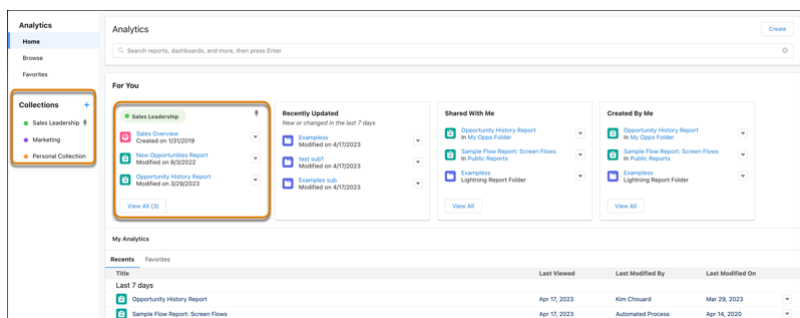 Analytics
Home
Browse
Favorites
Collections +
Sales Leadership
Marketing
Personal Collection
Analytics
Create
Search reports, dashboards, and more, then press Enter
For You
Sales Leadership
Sales Overview
Created on 1/31/2019
New Opportunities Report
Modified on 8/3/2022
Opportunity History Report
Modified on 3/29/2023
View All (3)
Recently Updated
New or changed in the last 7 days
Exampless
Modified on 4/17/2023
test sub1
Modified on 4/17/2023
Examples sub
Modified on 4/17/2023
Shared With Me
Opportunity History Report
In My Opps Folder
Sample Flow Report: Screen Flows
In Public Reports
Exampless
Lightning Report Folder
View All
Created By Me
Opportunity History Report
In My Opps Folder
Sample Flow Report: Screen Flows
In Public Reports
Exampless
Lightning Report Folder
View All
My Analytics
Recents Favorites
Title Last Viewed Last Modified By Last Modified On
Last 7 days
Opportunity History Report Apr 17, 2023 Kim Chouard Mar 29, 2023
Sample Flow Report: Screen Flows Apr 17, 2023 Automated Process Apr 14, 2020